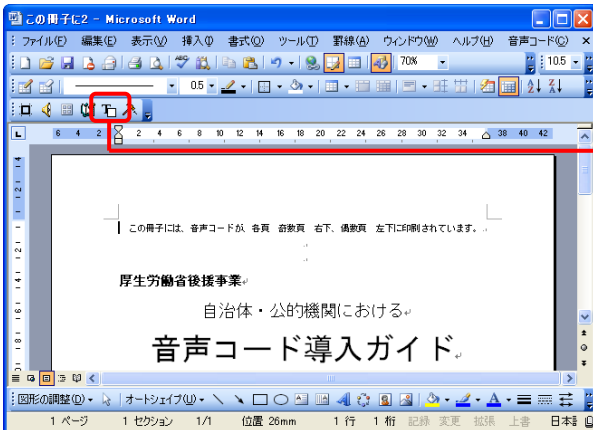 この冊子に2 - Microsoft Word
ファイル(F) 編集(E) 表示(V) 挿入(I) 書式(O) ツール(T) 罫線(A) ウィンドウ(W) ヘルプ(H) 音声コード(C) ×
70% 10.5
0.5
L 6 4 2 2 4 6 8 10 12 14 16 18 20 22 24 26 28 30 32 34 38 40 42
この冊子には、音声コードが、各頁 奇数頁 右下、偶数頁 左下に印刷されています。
厚生労働省後援事業
自治体・公的機関における
音声コード導入ガイド
図形の調整(D) オートシェイプ(U)
1 ページ 1 セクション 1/1 位置 26mm 1 行 1 桁 記録 変更 拡張 上書 日本語